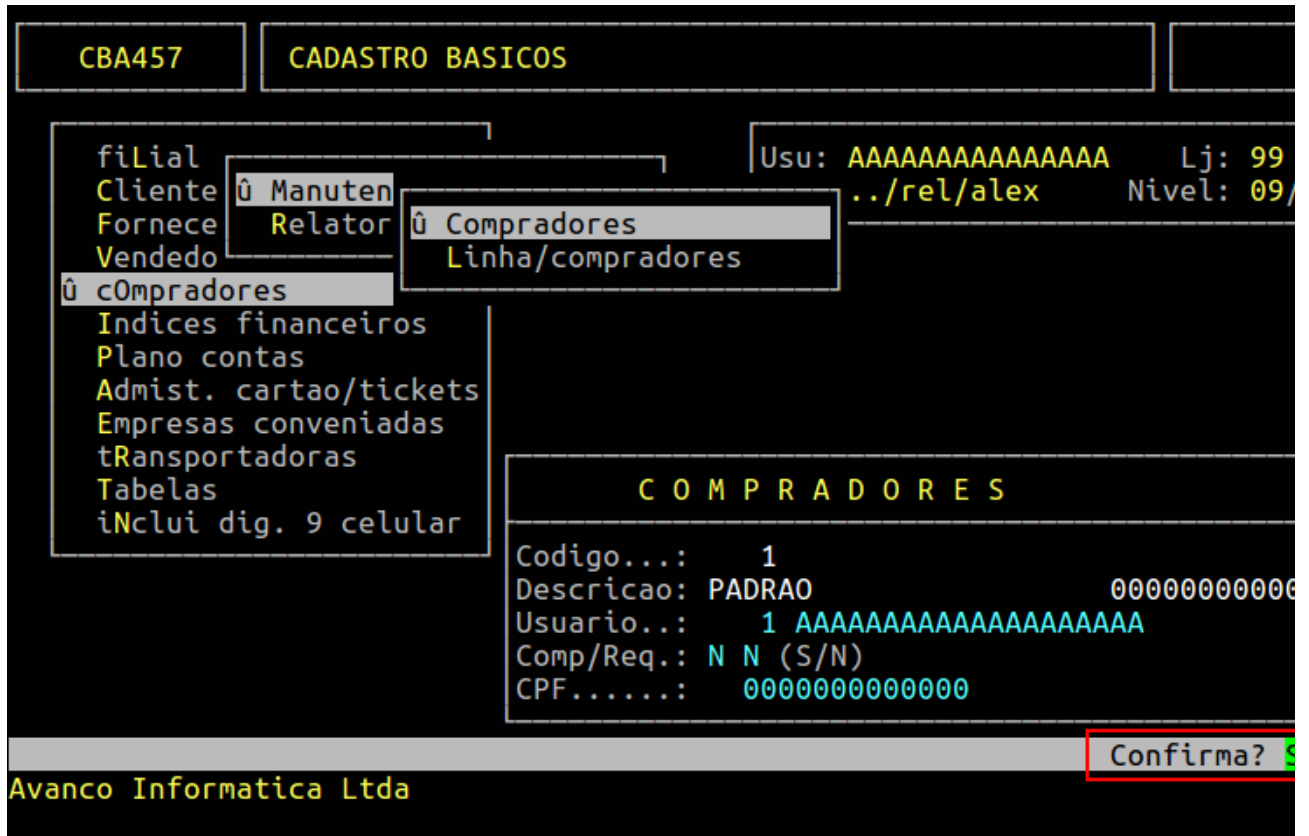 CBA457 CADASTRO BASICOS
fiLial
Usu: AAAAAAAAAAAAAAA Lj: 99
Cliente û Manuten ../rel/alex Nivel: 09/
Fornece Relator û Compradores
Vendedo Linha/compradores
û cOmpradores
Indices financeiros
Plano contas
Admist. cartao/tickets
Empresas conveniadas
tRansportadoras
Tabelas
iNclui dig. 9 celular
C O M P R A D O R E S
Codigo...: 1
Descricao: PADRAO 00000000000
Usuario..: 1 AAAAAAAAAAAAAAAAAAAA
Comp/Req.: N N (S/N)
CPF......: 0000000000000
Confirma? S
Avanco Informatica Ltda